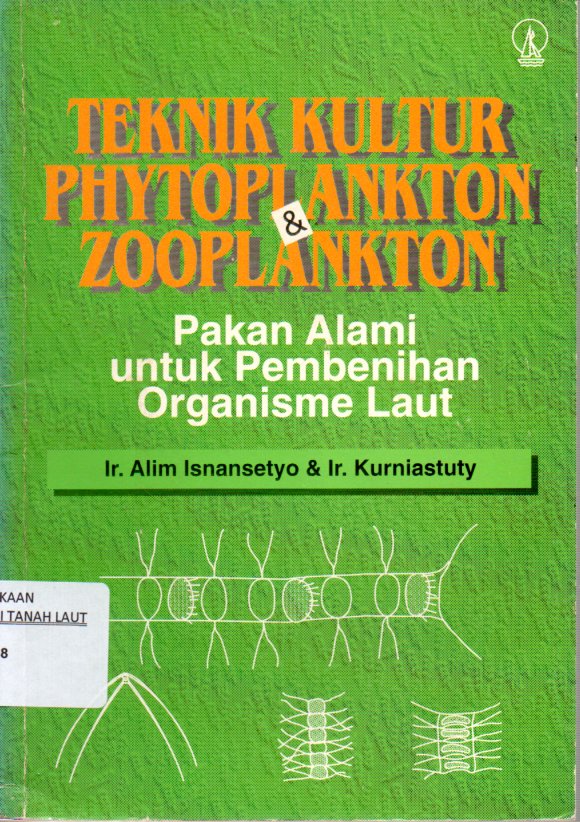 TEKNIK KULTUR
PHYTOPLANKTON
&
ZOOPLANKTON
Pakan Alami
untuk Pembenihan
Organisme Laut
Ir. Alim Isnansetyo & Ir. Kurniastuty
KAAN
I TANAH LAUT
8